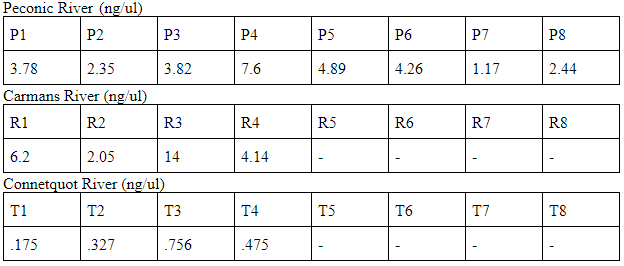 Peconic River (ng/ul)
P1 P2 P3 P4 P5 P6 P7 P8
3.78 2.35 3.82 7.6 4.89 4.26 1.17 2.44
Carmans River (ng/ul)
R1 R2 R3 R4 R5 R6 R7 R8
6.2 2.05 14 4.14 - - - -
Connetquot River (ng/ul)
T1 T2 T3 T4 T5 T6 T7 T8
.175 .327 .756 .475 - - - -